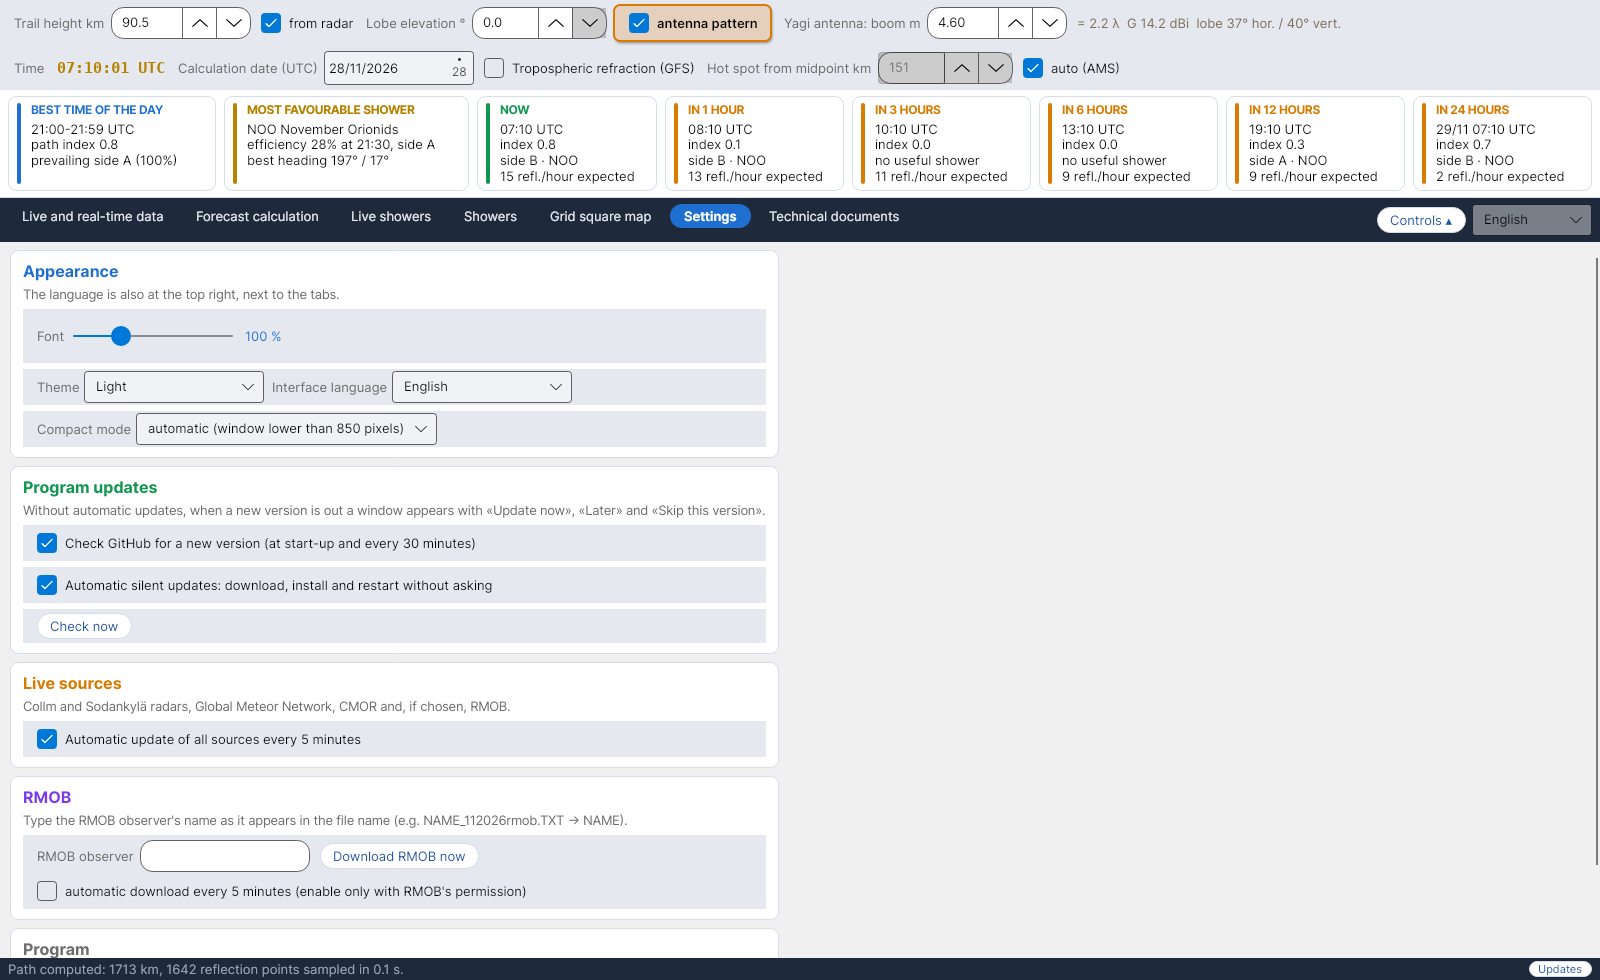 Trail height km 90.5 from radar Lobe elevation ° 0.0 antenna pattern Yagi antenna: boom m 4.60 = 2.2 λ G 14.2 dBi lobe 37° hor. / 40° vert.
Time 07:10:01 UTC Calculation date (UTC) 28/11/2026 28 Tropospheric refraction (GFS) Hot spot from midpoint km 151 auto (AMS)
BEST TIME OF THE DAY
21:00-21:59 UTC
path index 0.8
prevailing side A (100%)
MOST FAVOURABLE SHOWER
NOO November Orionids
efficiency 28% at 21:30, side A
best heading 197° / 17°
NOW
07:10 UTC
index 0.8
side B · NOO
15 refl./hour expected
IN 1 HOUR
08:10 UTC
index 0.1
side B · NOO
13 refl./hour expected
IN 3 HOURS
10:10 UTC
index 0.0
no useful shower
11 refl./hour expected
IN 6 HOURS
13:10 UTC
index 0.0
no useful shower
9 refl./hour expected
IN 12 HOURS
19:10 UTC
index 0.3
side A · NOO
9 refl./hour expected
IN 24 HOURS
29/11 07:10 UTC
index 0.7
side B · NOO
2 refl./hour expected
Live and real-time data Forecast calculation Live showers Showers Grid square map Settings Technical documents Controls ▴ English
Appearance
The language is also at the top right, next to the tabs.
Font 100 %
Theme Light Interface language English
Compact mode automatic (window lower than 850 pixels)
Program updates
Without automatic updates, when a new version is out a window appears with «Update now», «Later» and «Skip this version».
Check GitHub for a new version (at start-up and every 30 minutes)
Automatic silent updates: download, install and restart without asking
Check now
Live sources
Collm and Sodankylä radars, Global Meteor Network, CMOR and, if chosen, RMOB.
Automatic update of all sources every 5 minutes
RMOB
Type the RMOB observer's name as it appears in the file name (e.g. NAME_112026rmob.TXT → NAME).
RMOB observer Download RMOB now
automatic download every 5 minutes (enable only with RMOB's permission)
Program
Path computed: 1713 km, 1642 reflection points sampled in 0.1 s. Updates